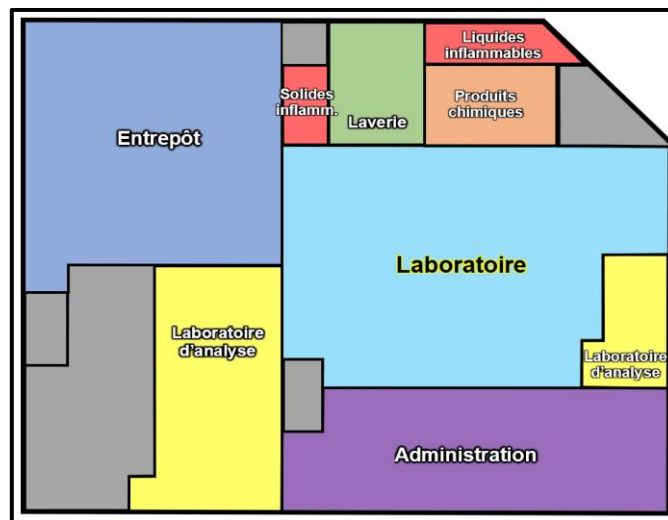 Liquides
inflammables
Solides
inflamm.
Produits
chimiques
Laverie
Entrepôt
Laboratoire
Laboratoire
d'analyse
Laboratoire
d'analyse
Administration